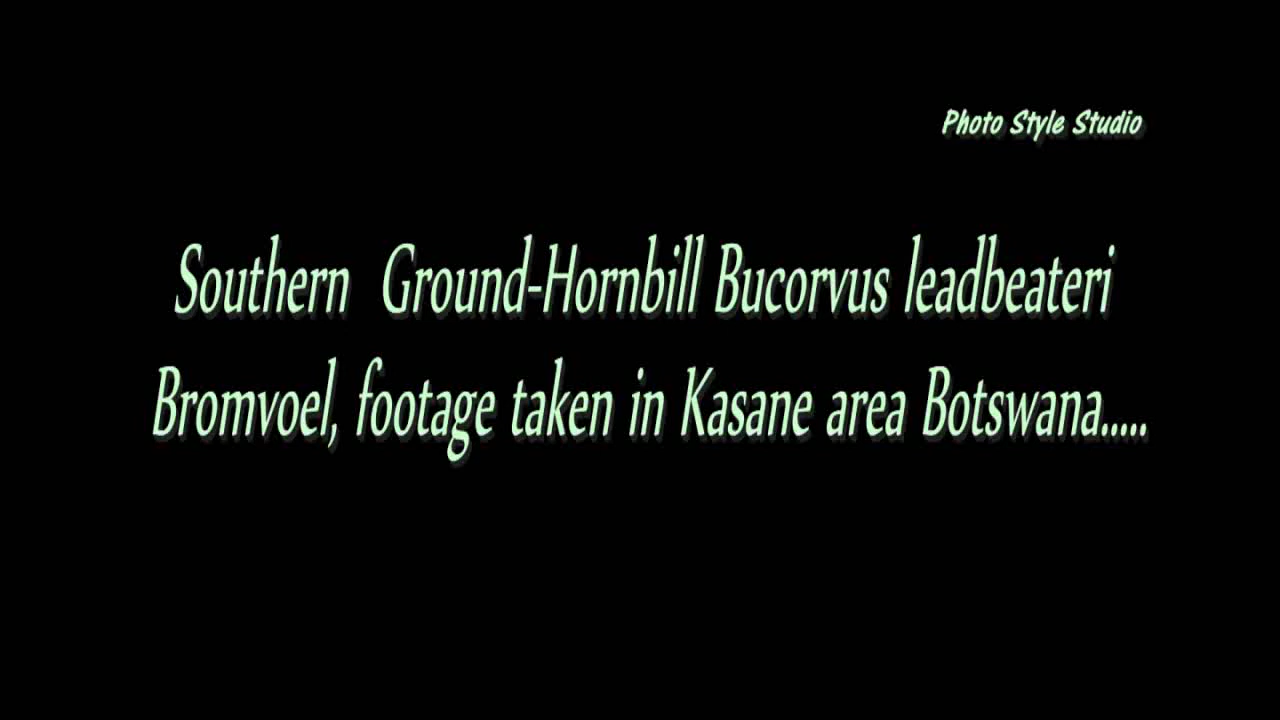 Photo Style Studio
Southern  Ground-Hornbill Bucorvus leadbeateri
Bromvoel, footage taken in Kasane area Botswana.....